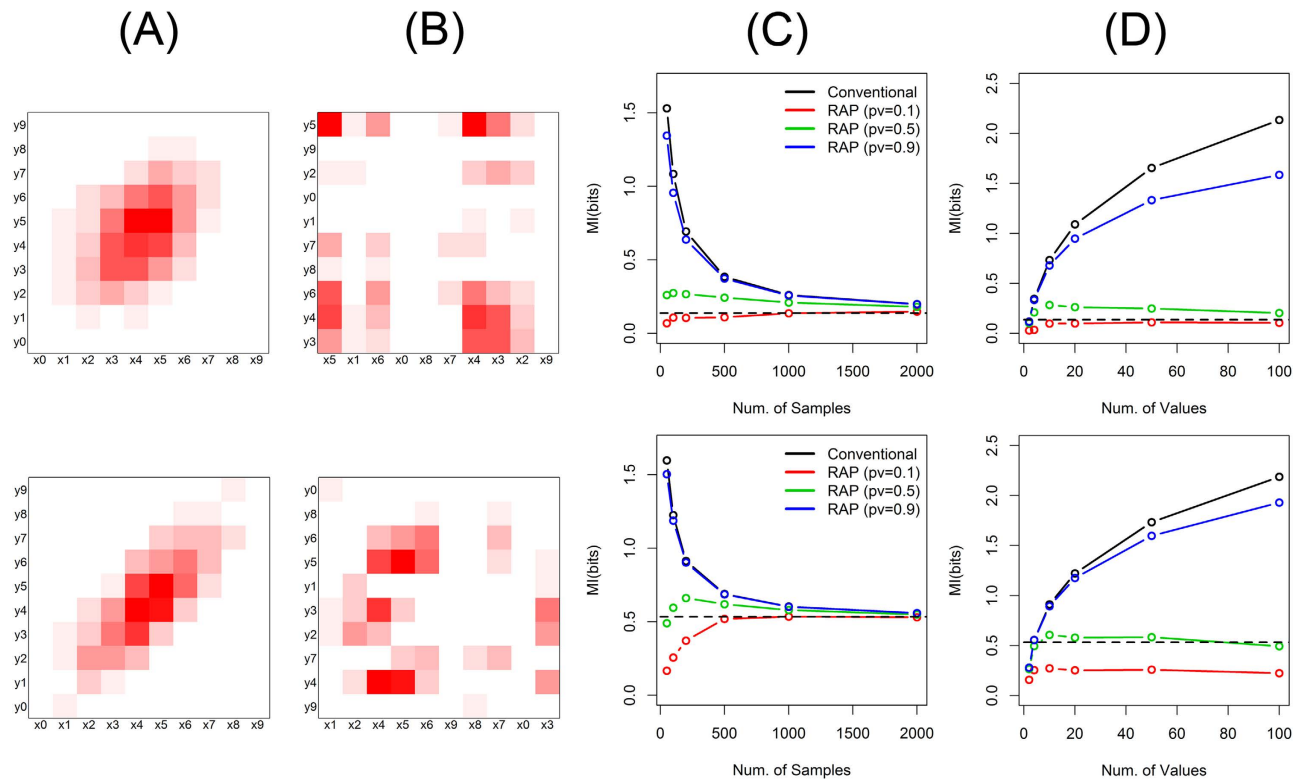 (A)
(B)
(C)
(D)
y9
y8
y7
y6
y5
y4
y3
y2
y1
y0
x0 x1 x2 x3 x4 x5 x6 x7 x8 x9
y5
y9
y2
y0
y1
y7
y8
y6
y4
y3
x5 x1 x6 x0 x8 x7 x4 x3 x2 x9
MI(bits)
1.5
1.0
0.5
0.0
Conventional
RAP (pv=0.1)
RAP (pv=0.5)
RAP (pv=0.9)
0 500 1000 1500 2000
Num. of Samples
MI(bits)
2.5
2.0
1.5
1.0
0.5
0.0
0 20 40 60 80 100
Num. of Values
y9
y8
y7
y6
y5
y4
y3
y2
y1
y0
x0 x1 x2 x3 x4 x5 x6 x7 x8 x9
y0
y8
y6
y5
y1
y3
y2
y7
y4
y9
x1 x2 x4 x5 x6 x9 x8 x7 x0 x3
MI(bits)
1.5
1.0
0.5
0.0
Conventional
RAP (pv=0.1)
RAP (pv=0.5)
RAP (pv=0.9)
0 500 1000 1500 2000
Num. of Samples
MI(bits)
2.5
2.0
1.5
1.0
0.5
0.0
0 20 40 60 80 100
Num. of Values